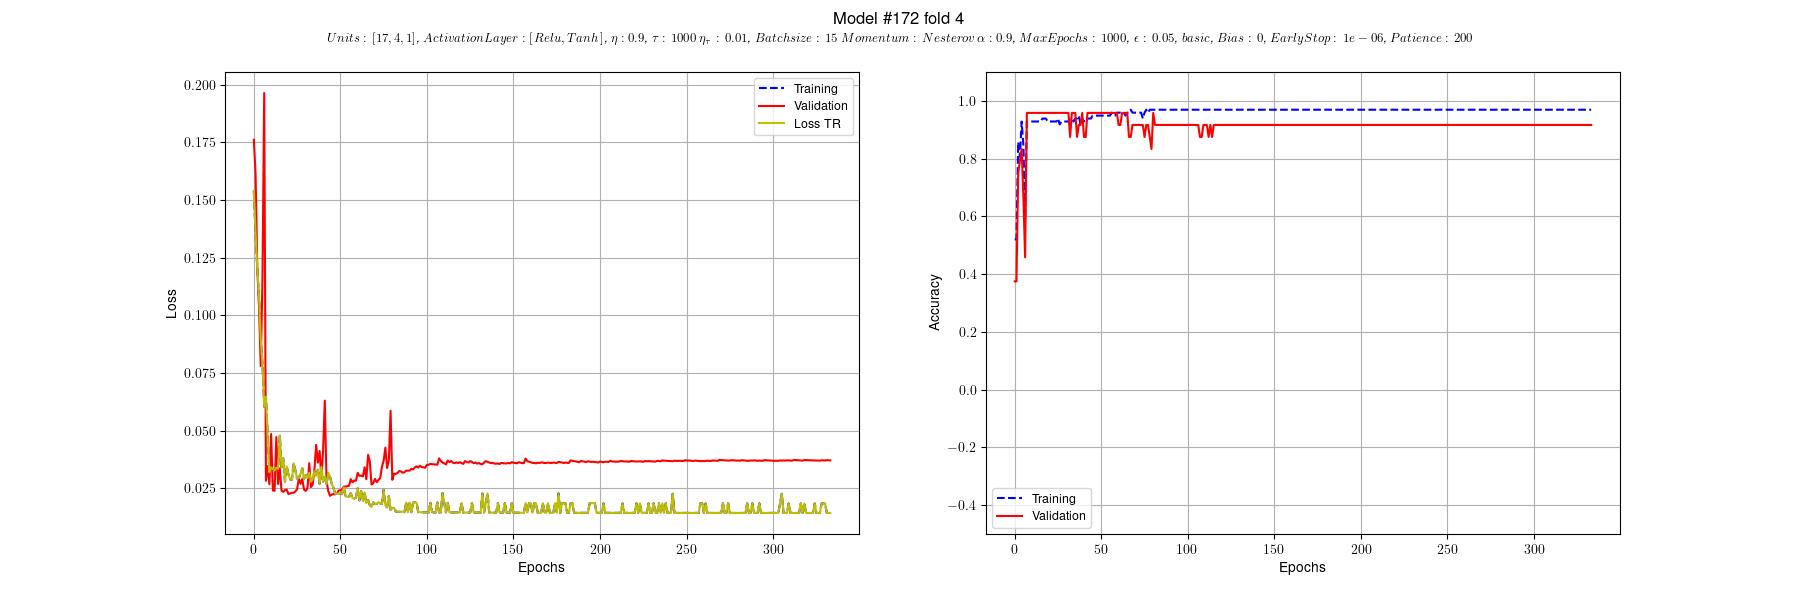 Model #172 fold 4
Units : [17, 4, 1], ActivationLayer : [Relu, Tanh], η : 0.9, τ : 1000 η_τ : 0.01, Batchsize : 15 Momentum : Nesterov α : 0.9, MaxEpochs : 1000, ϵ : 0.05, basic, Bias : 0, EarlyStop : 1e − 06, Patience : 200
0.200
0.175
0.150
0.125
0.100
0.075
0.050
0.025
Loss
0 50 100 150 200 250 300
Epochs
Training
Validation
Loss TR
1.0
0.8
0.6
0.4
0.2
0.0
−0.2
−0.4
Accuracy
0 50 100 150 200 250 300
Epochs
Training
Validation